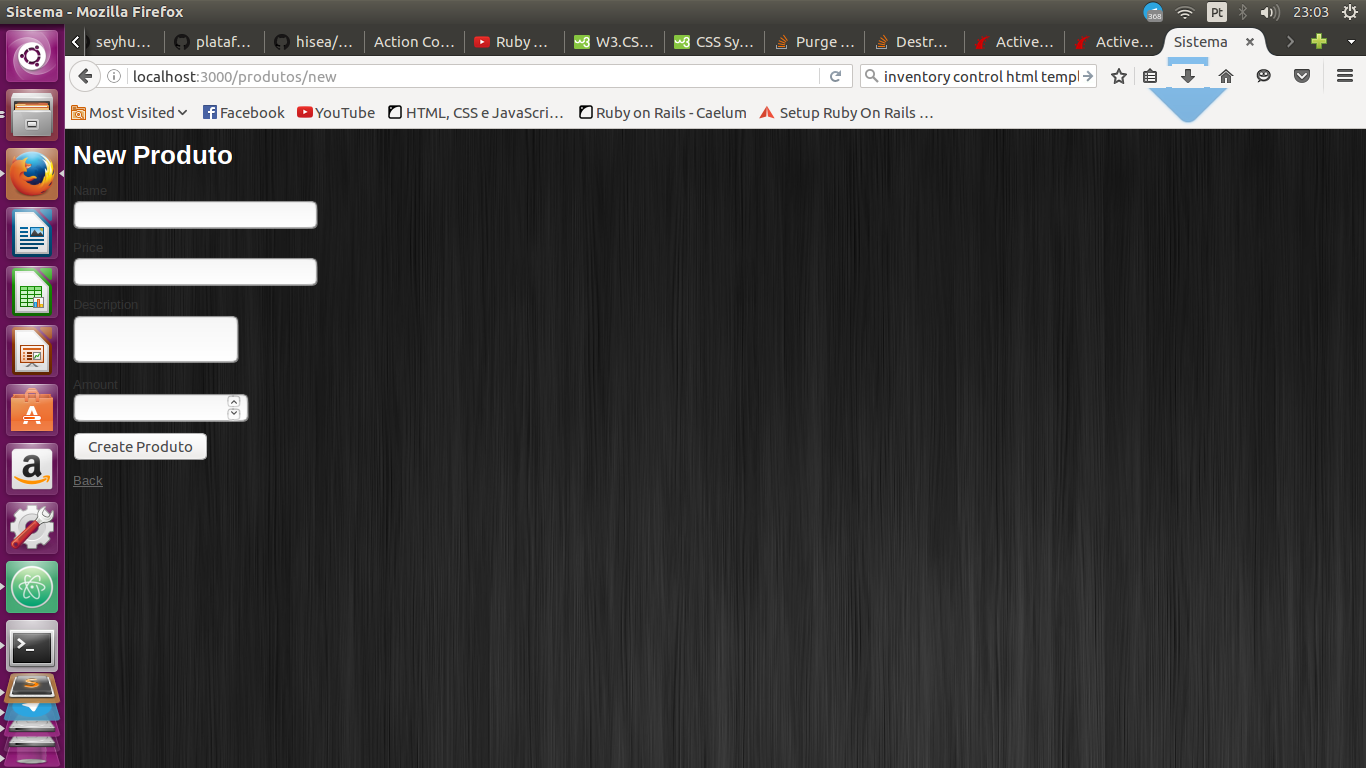 Sistema - Mozilla Firefox
368
Pt
23:03
seyhu…
plataf…
hisea/…
Action Co…
Ruby …
W3.CS…
CSS Sy…
Purge …
Destr…
Active…
Active…
Sistema
localhost:3000/produtos/new
inventory control html templ
Most Visited
Facebook
YouTube
HTML, CSS e JavaScri…
Ruby on Rails - Caelum
Setup Ruby On Rails …
New Produto
Name
Price
Description
Amount
Create Produto
Back